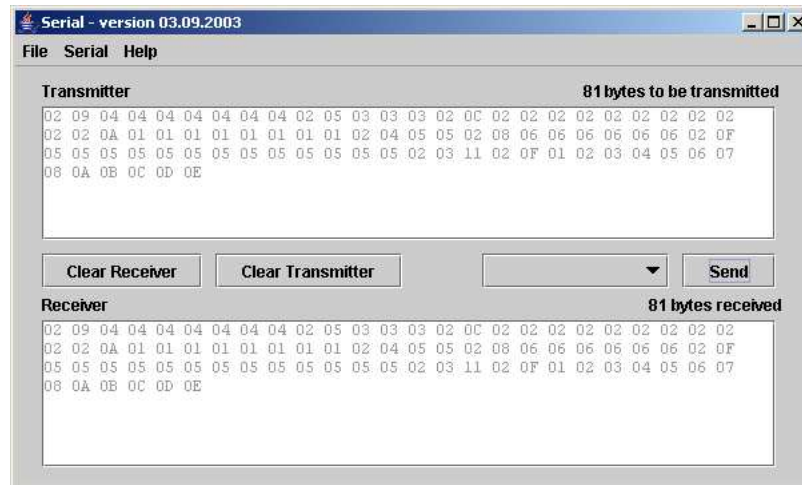 Serial - version 03.09.2003
File Serial Help
Transmitter 81 bytes to be transmitted
02 09 04 04 04 04 04 04 04 02 05 03 03 03 02 0C 02 02 02 02 02 02 02 02 02
02 02 0A 01 01 01 01 01 01 01 01 02 04 05 05 02 08 06 06 06 06 06 06 02 0F
05 05 05 05 05 05 05 05 05 05 05 05 05 02 03 11 02 0F 01 02 03 04 05 06 07
08 0A 0B 0C 0D 0E
Clear Receiver Clear Transmitter Send
Receiver 81 bytes received
02 09 04 04 04 04 04 04 04 02 05 03 03 03 02 0C 02 02 02 02 02 02 02 02 02
02 02 0A 01 01 01 01 01 01 01 01 02 04 05 05 02 08 06 06 06 06 06 06 02 0F
05 05 05 05 05 05 05 05 05 05 05 05 05 02 03 11 02 0F 01 02 03 04 05 06 07
08 0A 0B 0C 0D 0E